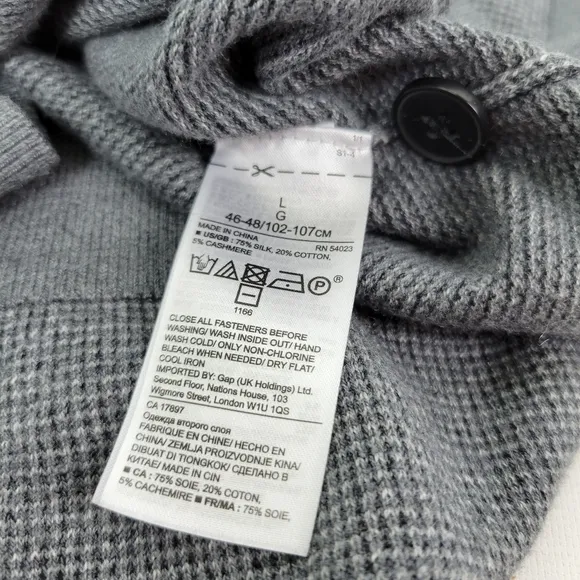 1/1
L
G
46-48/102-107CM
MADE IN CHINA RN 54023
■ US/GB : 75% SILK, 20% COTTON,
5% CASHMERE
P ®
1166
CLOSE ALL FASTENERS BEFORE
WASHING/ WASH INSIDE OUT/ HAND
WASH COLD/ ONLY NON-CHLORINE
BLEACH WHEN NEEDED/ DRY FLAT/
COOL IRON
IMPORTED BY: Gap (UK Holdings) Ltd.
Second Floor, Nations House, 103
Wigmore Street, London W1U 1QS
CA 17897
Одежда второго слоя
FABRIQUÉ EN CHINE/ HECHO EN
CHINA/ ZEMLJA PROIZVODNJE KINA/
DIBUAT DI TIONGKOK/ СДЕЛАНО В
КИТАЕ/ MADE IN CIN
■ CA : 75% SOIE, 20% COTON,
5% CACHEMIRE ■ FR/MA : 75% SOIE,